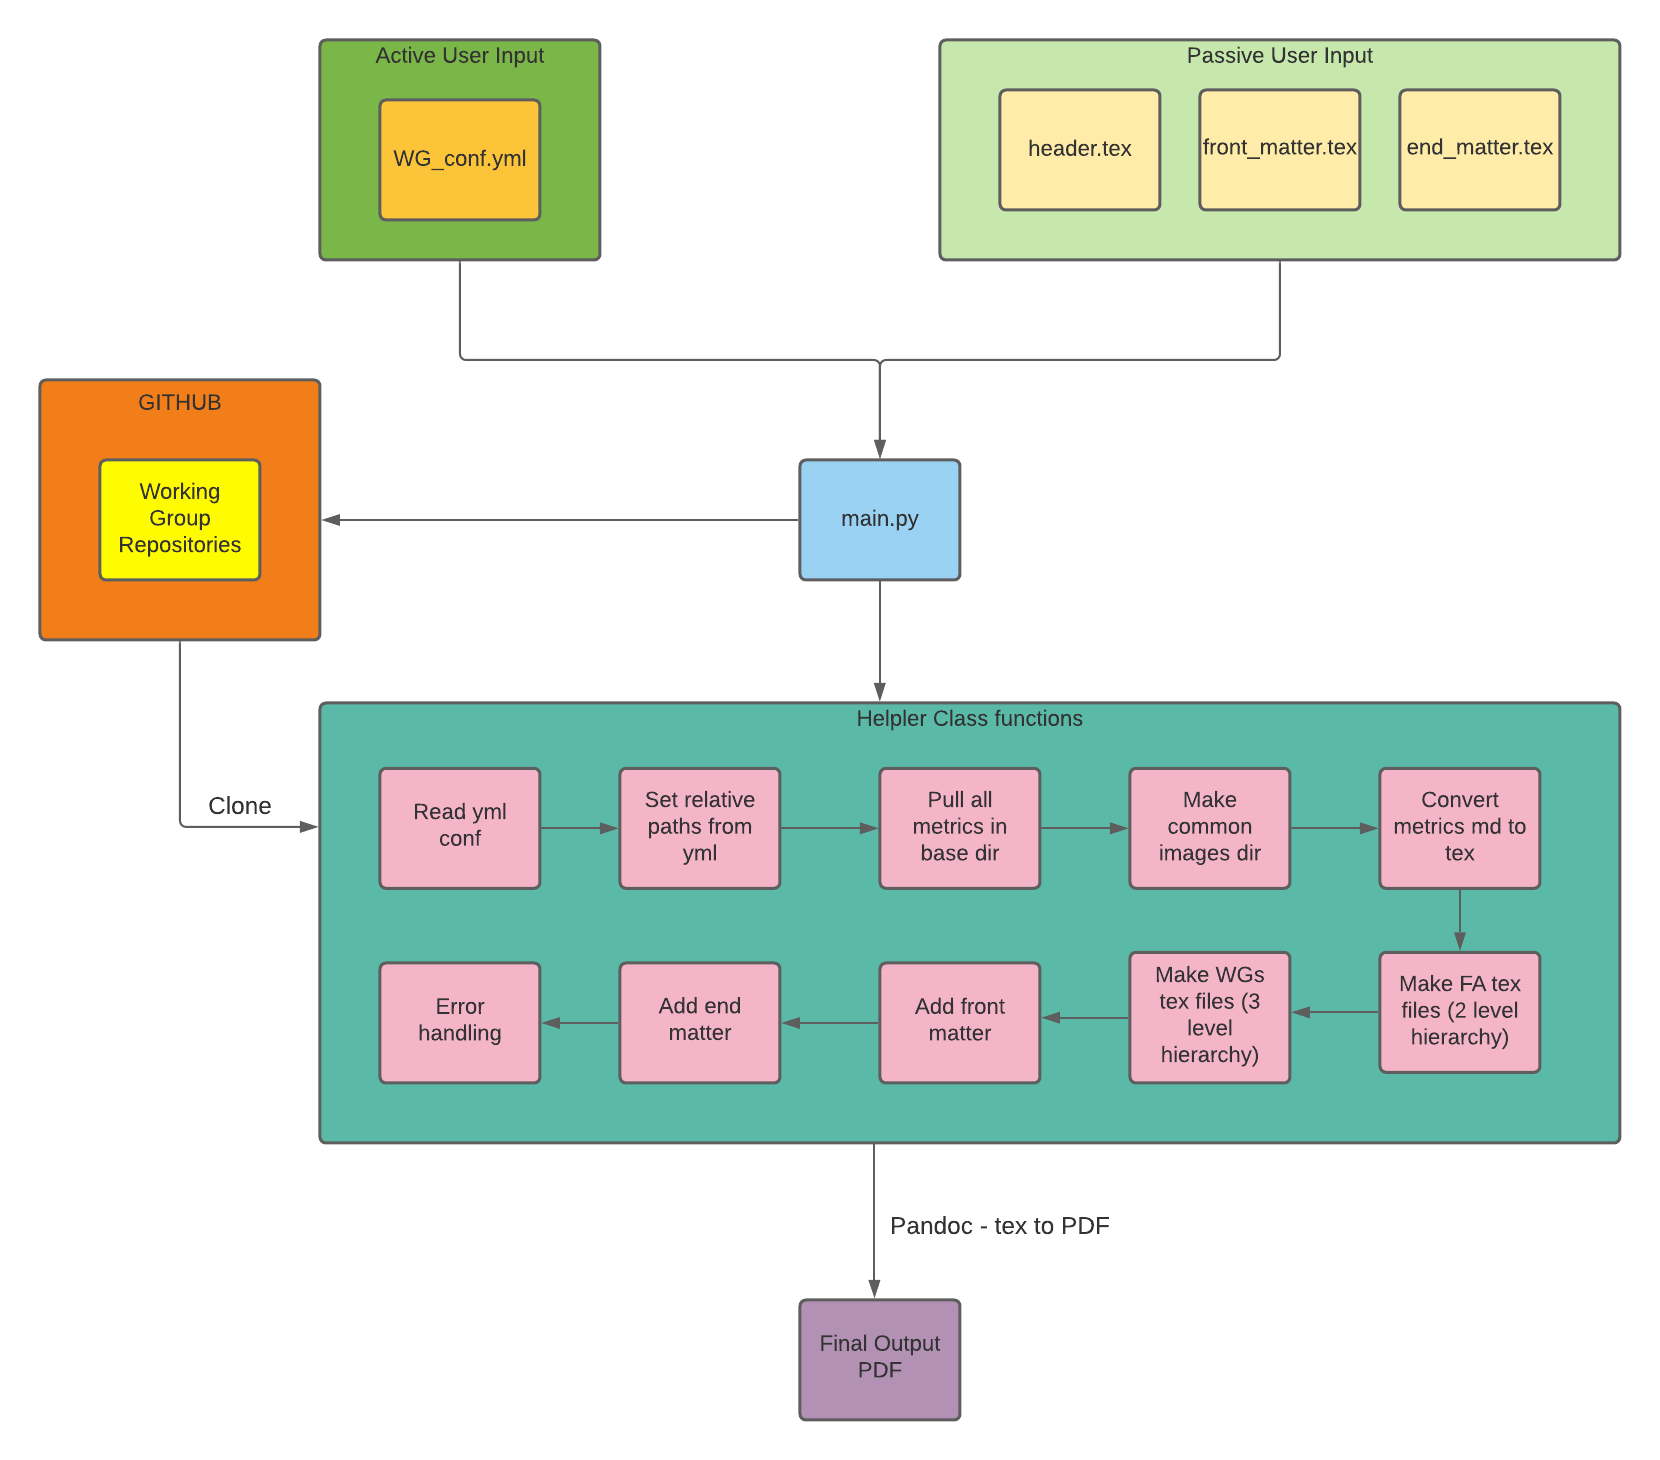 Active User Input
WG_conf.yml
Passive User Input
header.tex
front_matter.tex
end_matter.tex
GITHUB
Working
Group
Repositories
main.py
Clone
Helpler Class functions
Read yml
conf
Set relative
paths from
yml
Pull all
metrics in
base dir
Make
common
images dir
Convert
metrics md to
tex
Make FA tex
files (2 level
hierarchy)
Make WGs
tex files (3
level
hierarchy)
Add front
matter
Add end
matter
Error
handling
Pandoc - tex to PDF
Final Output
PDF